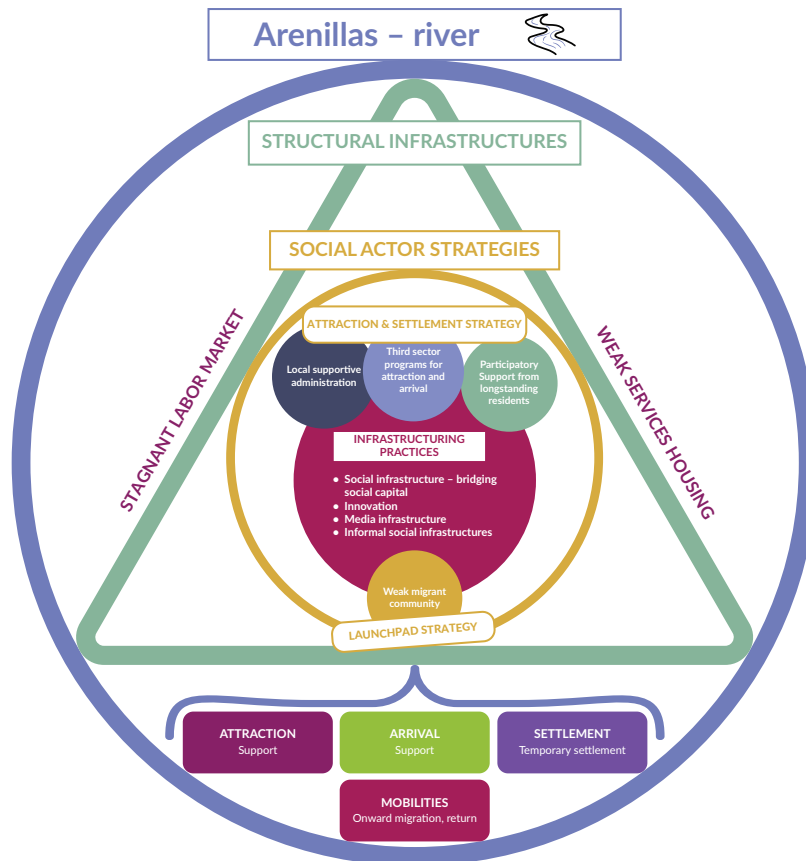 Arenillas – river
STRUCTURAL INFRASTRUCTURES
SOCIAL ACTOR STRATEGIES
ATTRACTION & SETTLEMENT STRATEGY
STAGNANT LABOR MARKET
WEAK SERVICES HOUSING
Local supportive
administration
Third sector
programs for
attraction and
arrival
Participatory
Support from
longstanding
residents
INFRASTRUCTURING
PRACTICES
• Social infrastructure – bridging
social capital
• Innovation
• Media infrastructure
• Informal social infrastructures
Weak migrant
community
LAUNCHPAD STRATEGY
ATTRACTION
Support
ARRIVAL
Support
SETTLEMENT
Temporary settlement
MOBILITIES
Onward migration, return